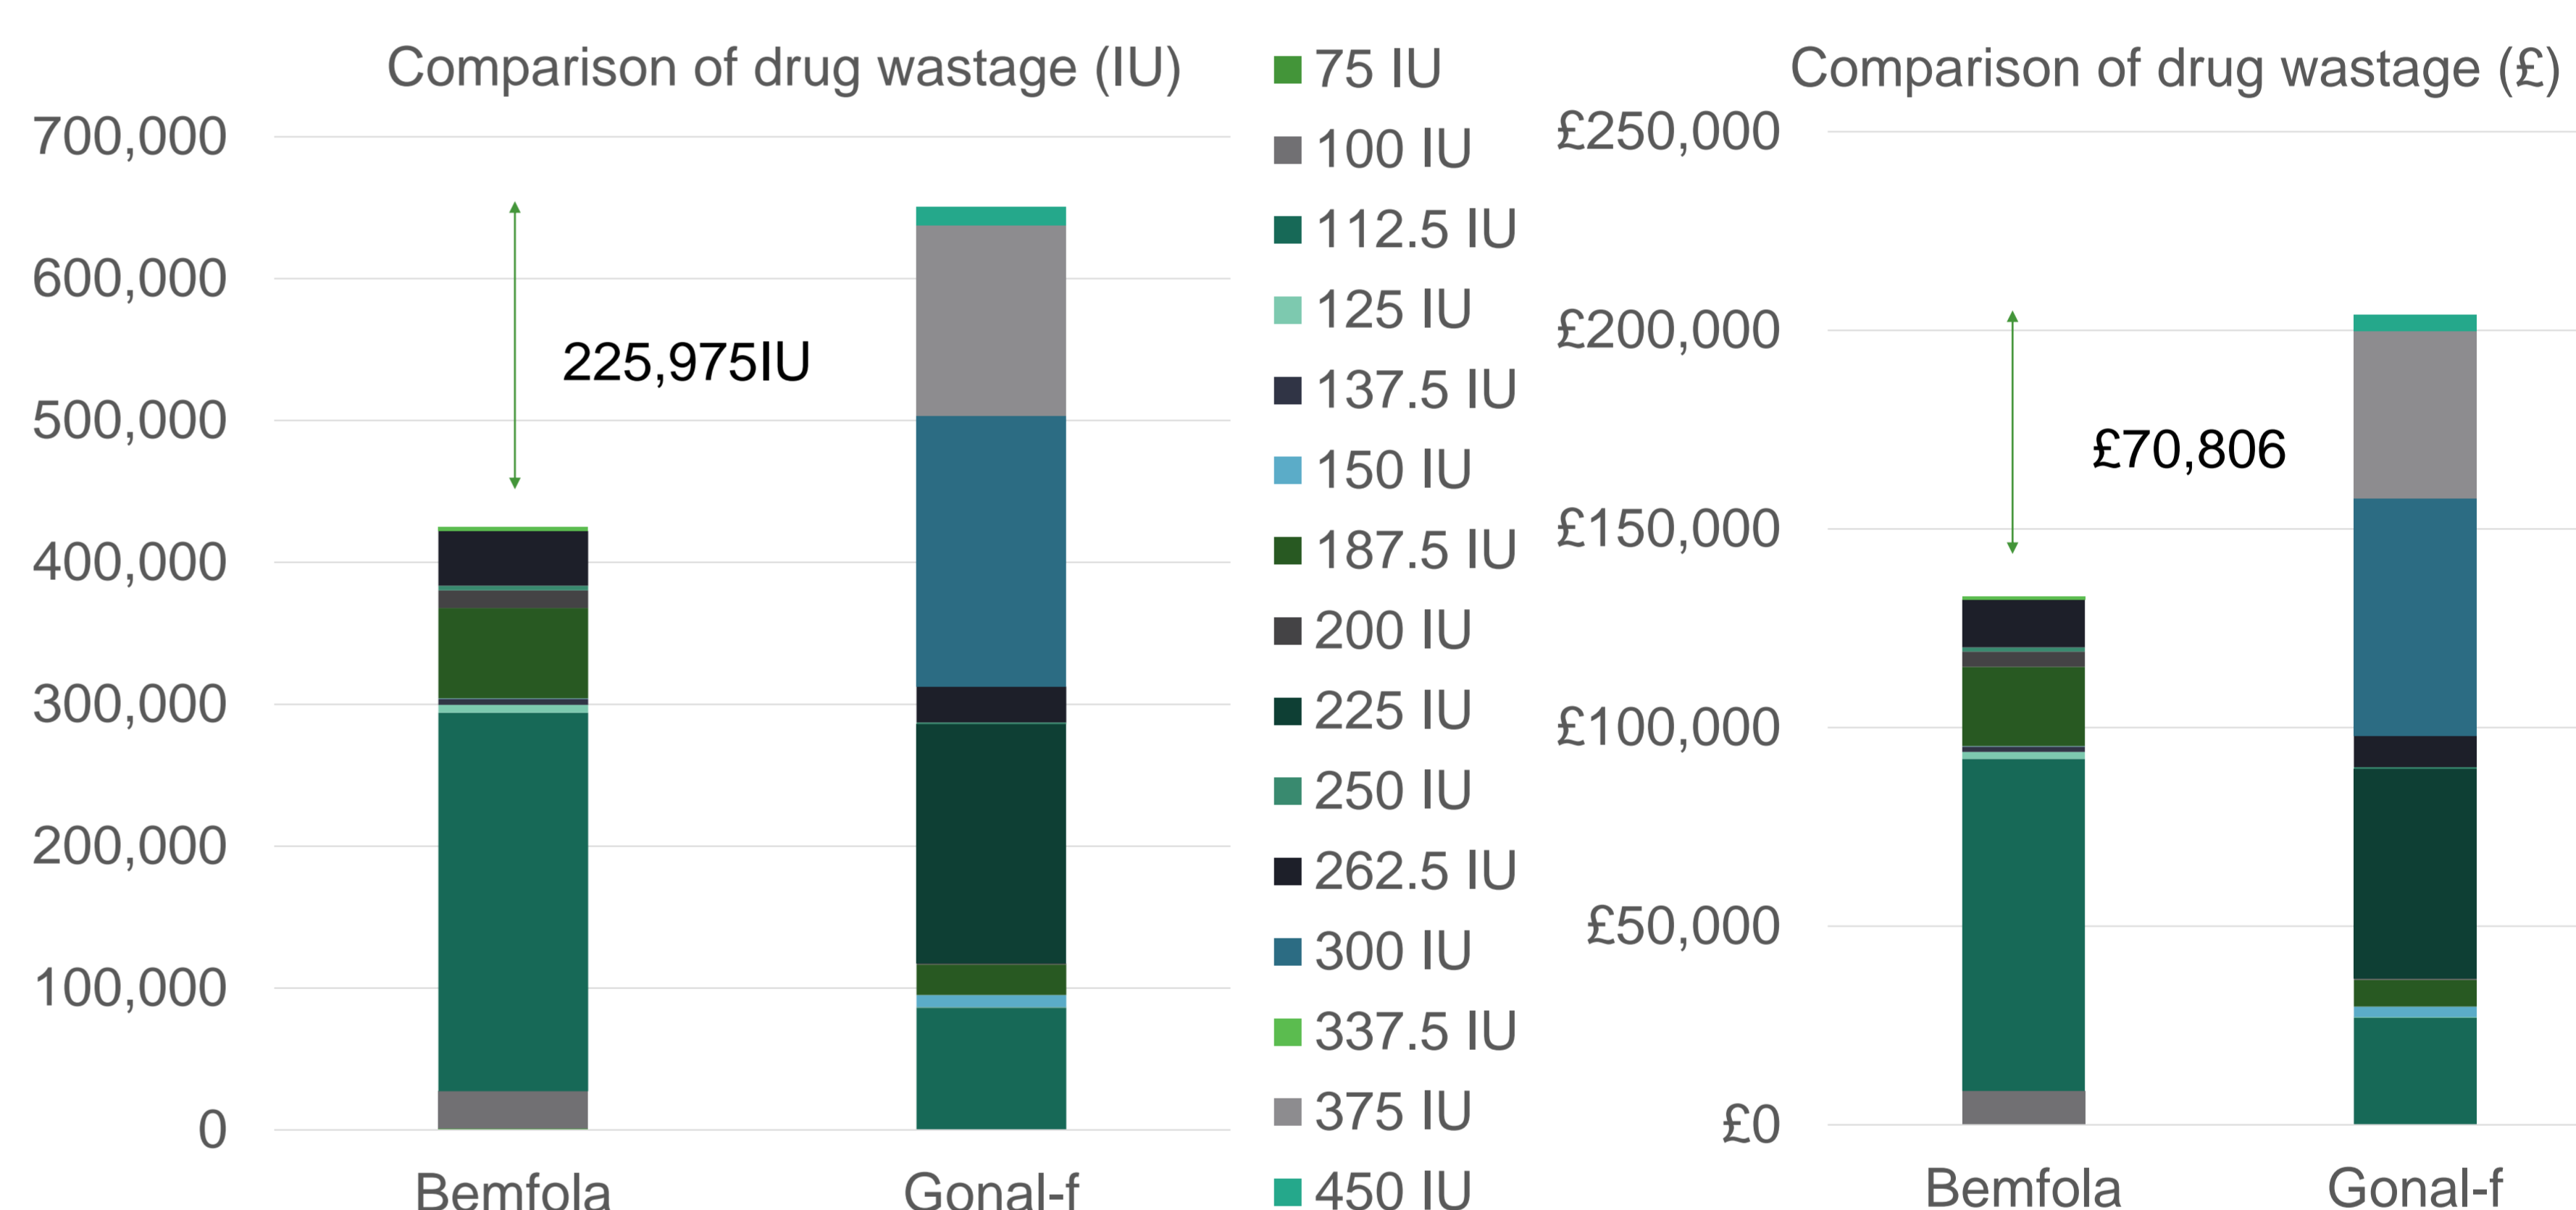 Comparison of drug wastage (IU)
700,000
600,000
500,000
400,000
300,000
200,000
100,000
0
225,975IU
Bemfola
Gonal-f
75 IU
100 IU
112.5 IU
125 IU
137.5 IU
150 IU
187.5 IU
200 IU
225 IU
250 IU
262.5 IU
300 IU
337.5 IU
375 IU
450 IU
Comparison of drug wastage (£)
£250,000
£200,000
£150,000
£100,000
£50,000
£0
£70,806
Bemfola
Gonal-f